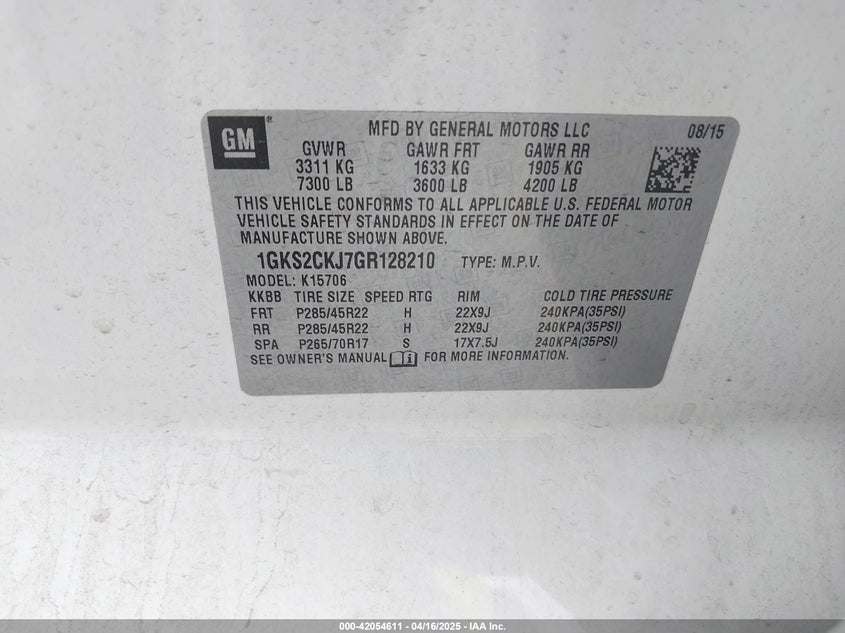 GM
MFD BY GENERAL MOTORS LLC 08/15
GVWR GAWR FRT GAWR RR
3311 KG 1633 KG 1905 KG
7300 LB 3600 LB 4200 LB
THIS VEHICLE CONFORMS TO ALL APPLICABLE U.S. FEDERAL MOTOR
VEHICLE SAFETY STANDARDS IN EFFECT ON THE DATE OF
MANUFACTURE SHOWN ABOVE.
1GKS2CKJ7GR128210 TYPE: M.P.V.
MODEL: K15706
KKBB TIRE SIZE SPEED RTG RIM COLD TIRE PRESSURE
FRT P285/45R22 H 22X9J 240KPA(35PSI)
RR P285/45R22 H 22X9J 240KPA(35PSI)
SPA P265/70R17 S 17X7.5J 240KPA(35PSI)
SEE OWNER'S MANUAL FOR MORE INFORMATION.
000-42054611 - 04/16/2025 - IAA Inc.